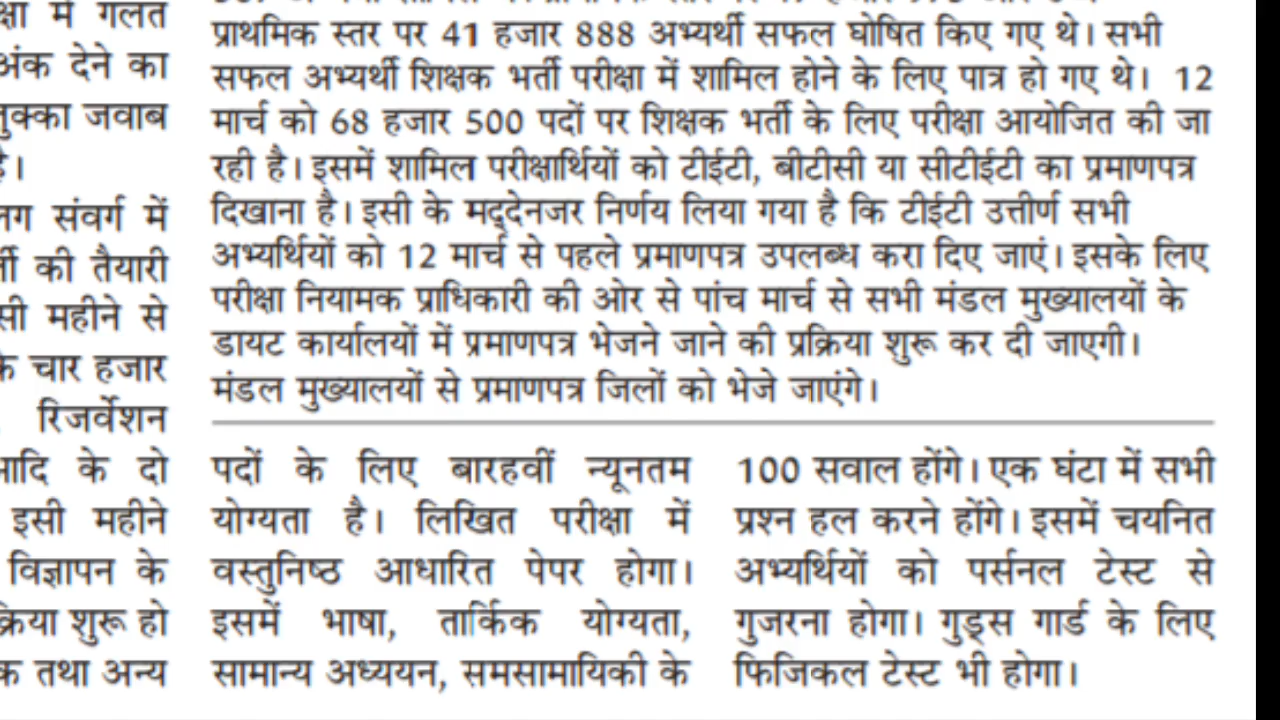 क्षा में गलत
अंक देने का
तुक्का जवाब
है।
संवर्ग में
की तैयारी
महीने से
के चार हजार
रिजर्वेशन
आदि के दो
इसी महीने
विज्ञापन के
शुरू हो
तथा अन्य
प्राथमिक स्तर पर 41 हजार 888 अभ्यर्थी सफल घोषित किए गए थे। सभी
सफल अभ्यर्थी शिक्षक भर्ती परीक्षा में शामिल होने के लिए पात्र हो गए थे। 12
मार्च को 68 हजार 500 पदों पर शिक्षक भर्ती के लिए परीक्षा आयोजित की जा
रही है। इसमें शामिल परीक्षार्थियों को टीईटी, बीटीसी या सीटीईटी का प्रमाणपत्र
दिखाना है। इसी के मद्देनजर निर्णय लिया गया है कि टीईटी उत्तीर्ण सभी
अभ्यर्थियों को 12 मार्च से पहले प्रमाणपत्र उपलब्ध करा दिए जाएं। इसके लिए
परीक्षा नियामक प्राधिकारी की ओर से पांच मार्च से सभी मंडल मुख्यालयों के
डायट कार्यालयों में प्रमाणपत्र भेजने जाने की प्रक्रिया शुरू कर दी जाएगी।
मंडल मुख्यालयों से प्रमाणपत्र जिलों को भेजे जाएंगे।
पदों के लिए बारहवीं न्यूनतम
योग्यता है। लिखित परीक्षा में
वस्तुनिष्ठ आधारित पेपर होगा।
इसमें भाषा, तार्किक योग्यता,
सामान्य अध्ययन, समसामायिकी के
100 सवाल होंगे। एक घंटा में सभी
प्रश्न हल करने होंगे। इसमें चयनित
अभ्यर्थियों को पर्सनल टेस्ट से
गुजरना होगा। गुड्स गार्ड के लिए
फिजिकल टेस्ट भी होगा।